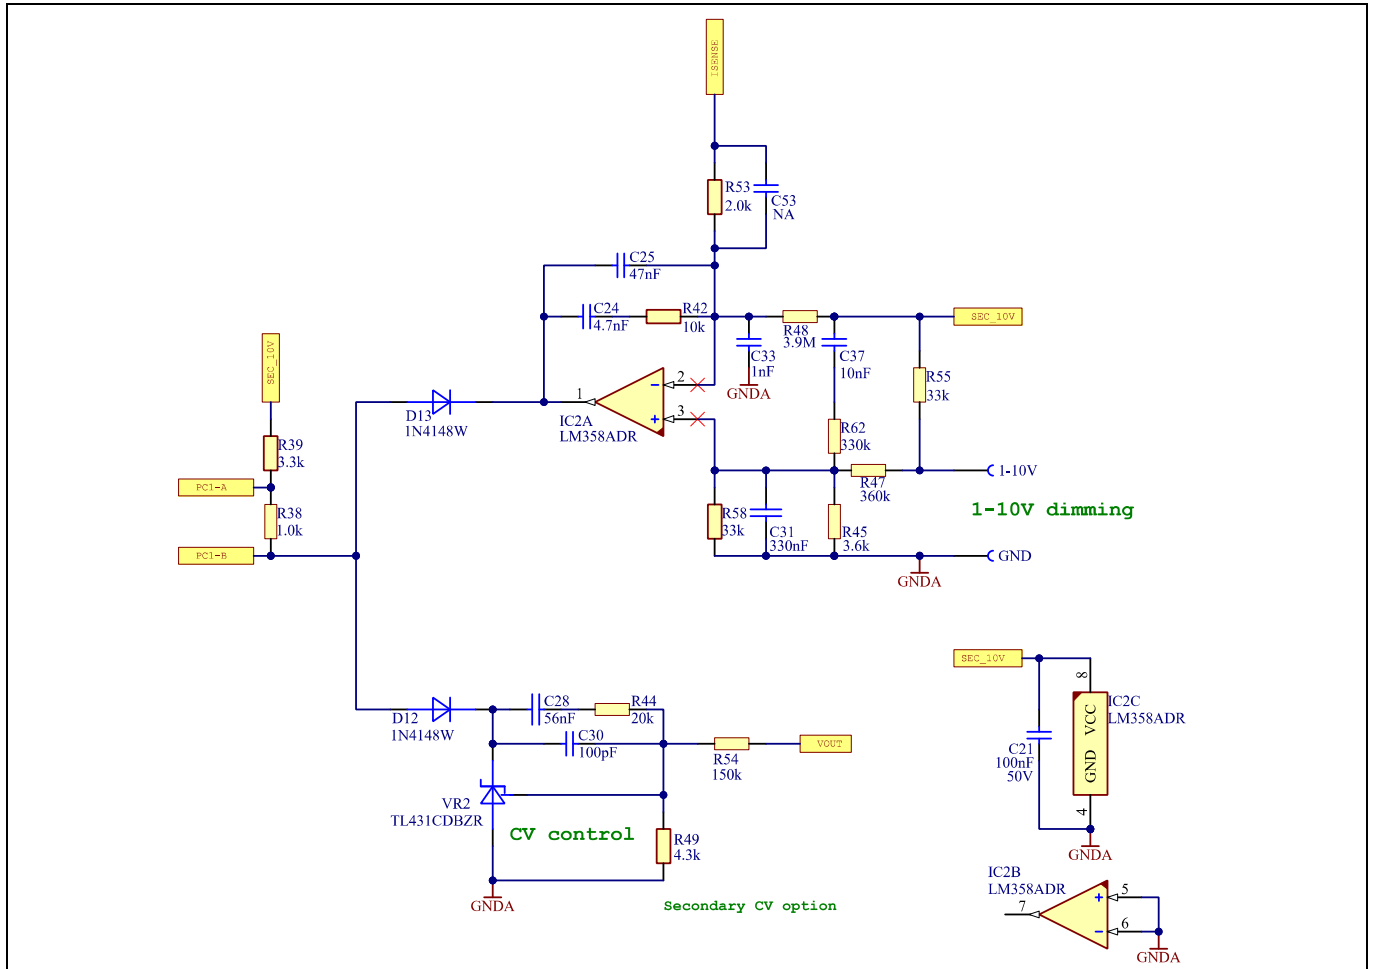 ISENSE
R53
2.0k
C53
NA
C25
47nF
C24
4.7nF
R42
10k
R48
3.9M
SEC_10V
C33
1nF
GNDA
C37
10nF
R55
33k
SEC_10V
D13
1N4148W
1
2
3
IC2A
LM358ADR
R62
330k
R39
3.3k
PC1-A
R38
1.0k
PC1-B
R47
360k
1-10V
1-10V dimming
R58
33k
C31
330nF
R45
3.6k
GND
GNDA
SEC_10V
8
IC2C
LM358ADR
VCC
GND
C21
100nF
50V
4
GNDA
D12
1N4148W
C28
56nF
R44
20k
C30
100pF
R54
150k
VOUT
VR2
TL431CDBZR
CV control
R49
4.3k
GNDA
Secondary CV option
IC2B
LM358ADR
7
5
6
GNDA